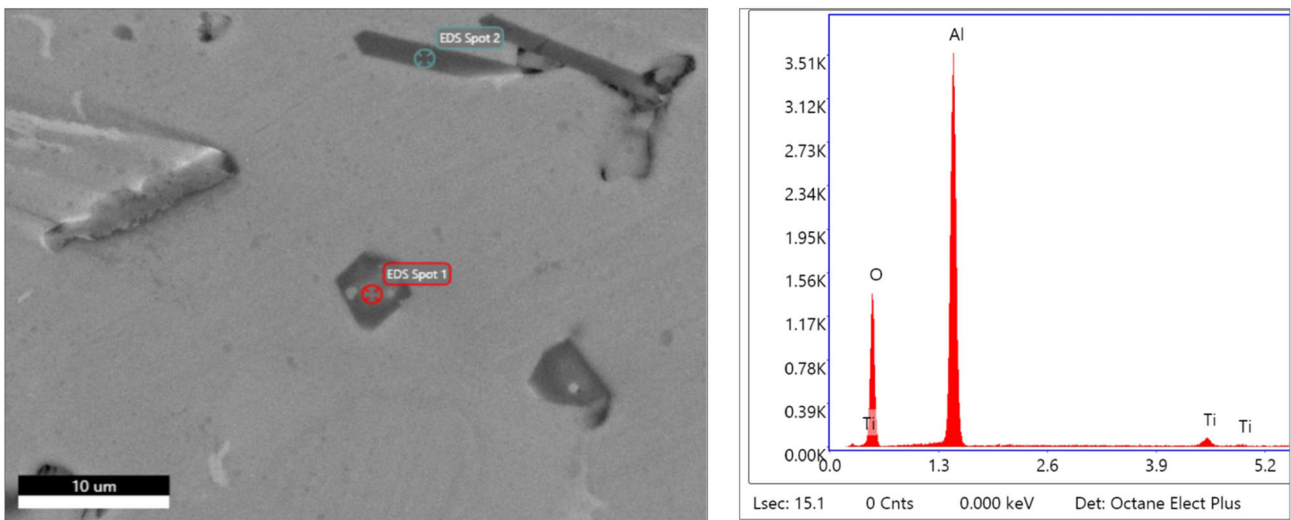 EDS Spot 2
EDS Spot 1
10 um
Al
3.51K
3.12K
2.73K
2.34K
1.95K
O
1.56K
1.17K
0.78K
0.39K
Ti
Ti
Ti
0.00K
0.0 1.3 2.6 3.9 5.2
Lsec: 15.1 0 Cnts 0.000 keV Det: Octane Elect Plus